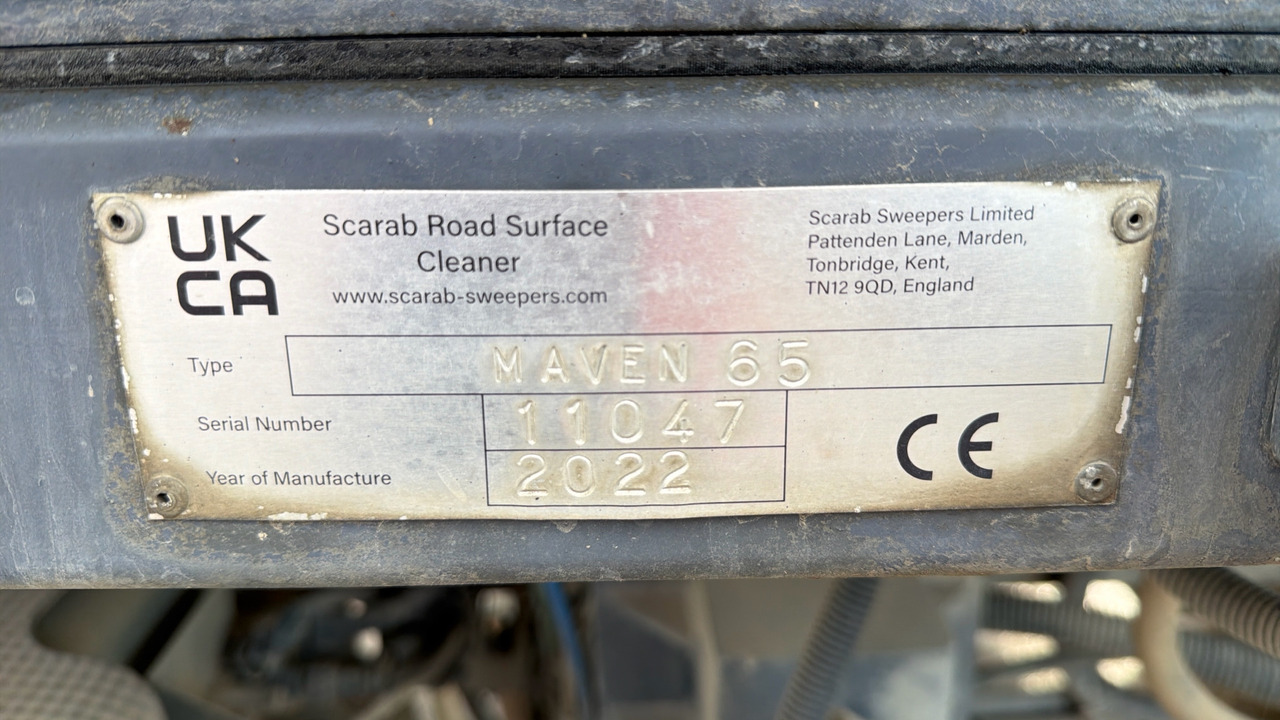 UK
CA
Scarab Road Surface
Cleaner
www.scarab-sweepers.com
Scarab Sweepers Limited
Pattenden Lane, Marden,
Tonbridge, Kent,
TN12 9QD, England
Type MAVEN 65
Serial Number 11047
Year of Manufacture 2022
CE